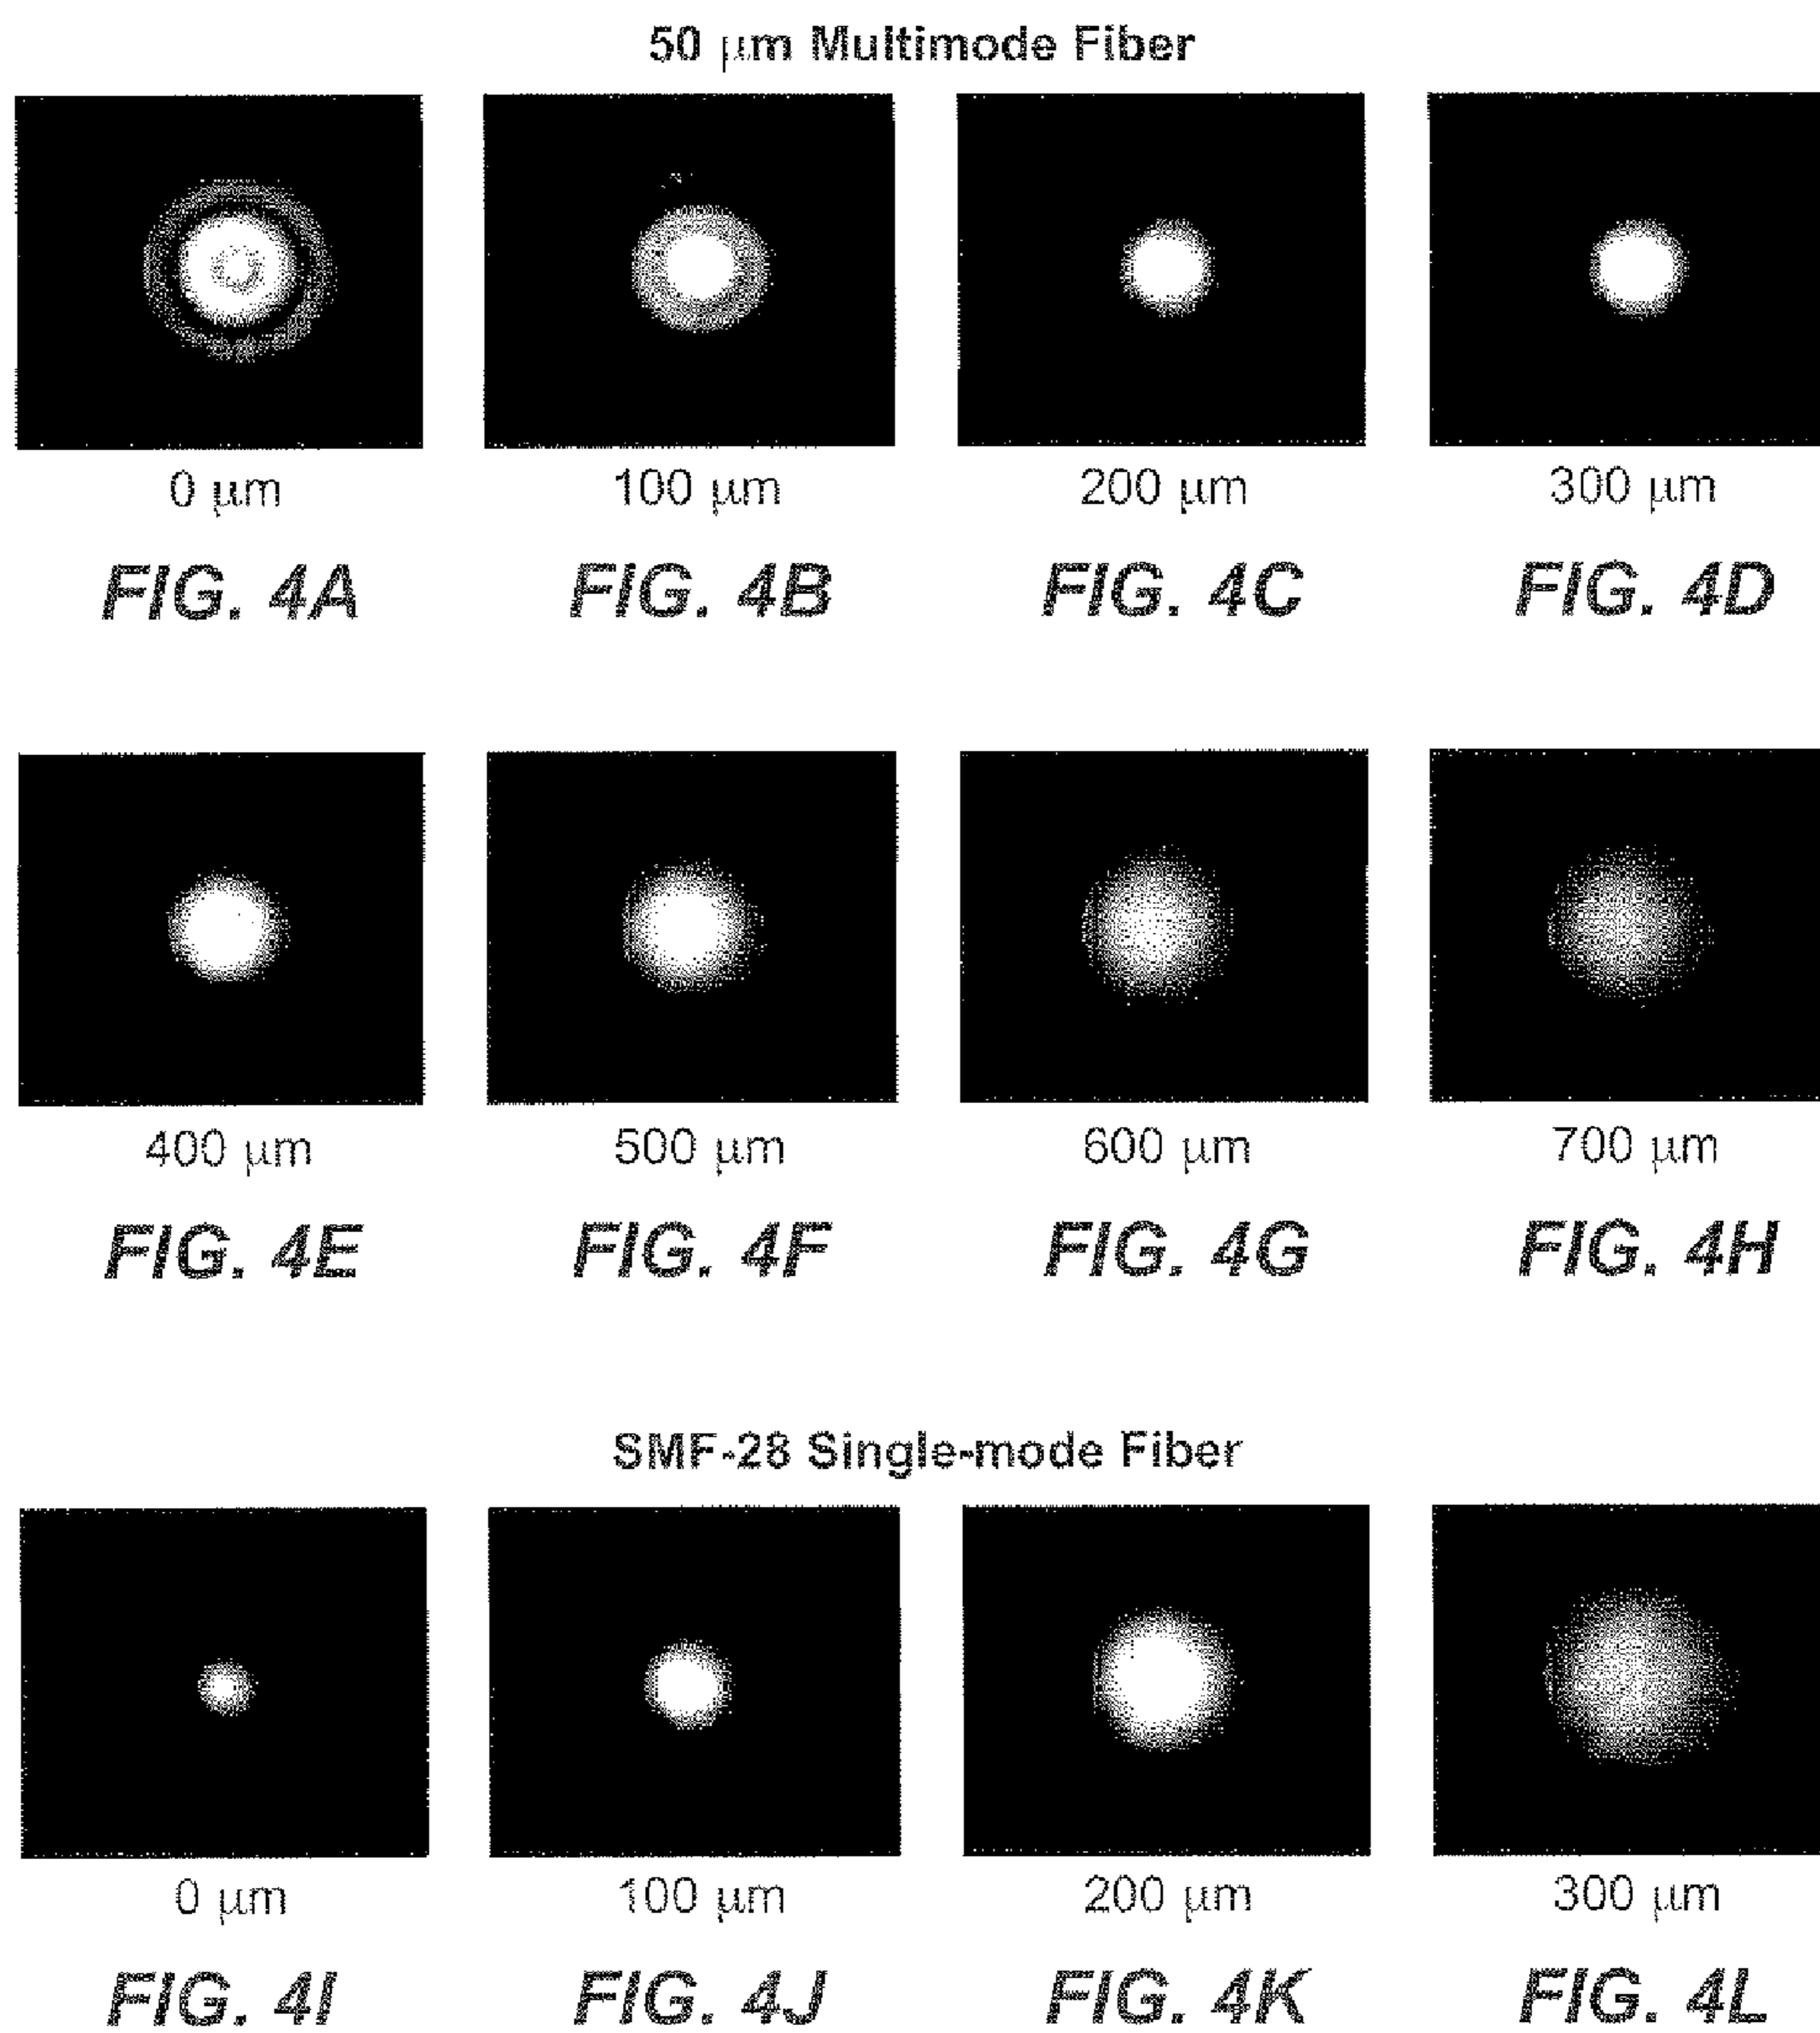 50 μm Multimode Fiber
0 μm
100 μm
200 μm
300 μm
FIG. 4A
FIG. 4B
FIG. 4C
FIG. 4D
400 μm
500 μm
600 μm
700 μm
FIG. 4E
FIG. 4F
FIG. 4G
FIG. 4H
SMF-28 Single-mode Fiber
0 μm
100 μm
200 μm
300 μm
FIG. 4I
FIG. 4J
FIG. 4K
FIG. 4L